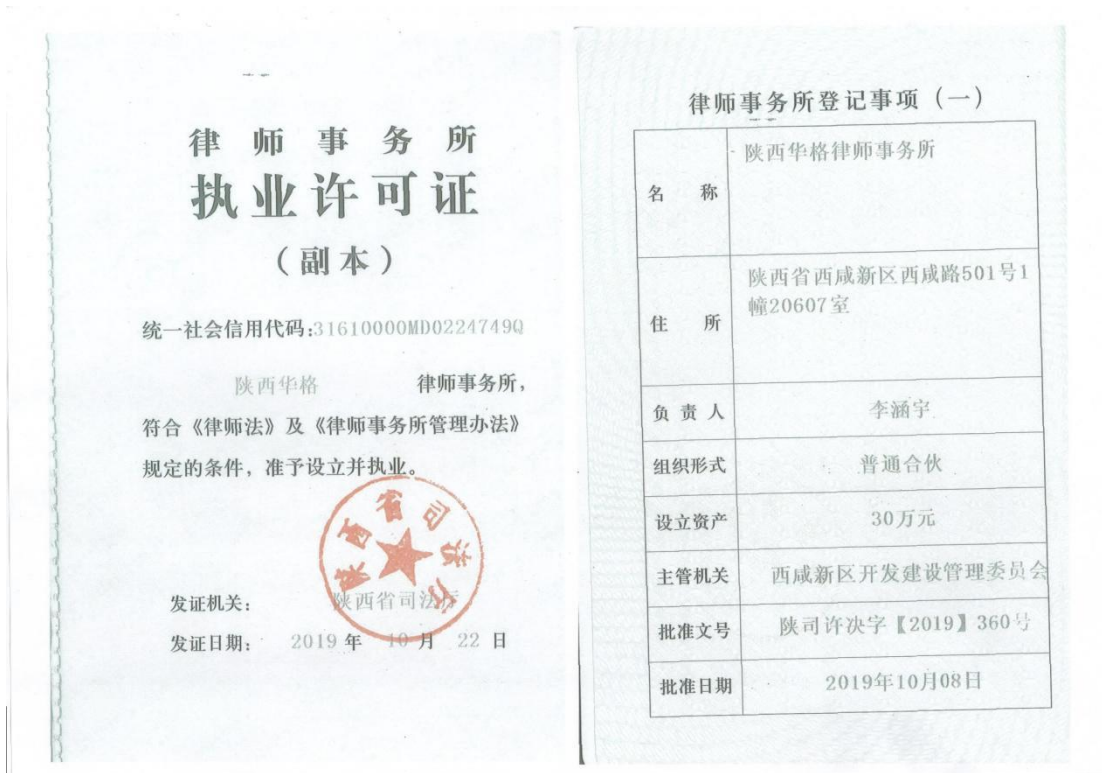 律师事务所
执业许可证
（副本）
统一社会信用代码:31610000MD0224749Q
陕西华格 律师事务所，
符合《律师法》及《律师事务所管理办法》
规定的条件，准予设立并执业。
陕西省司法厅
发证机关： 陕西省司法厅
发证日期： 2019 年 10 月 22 日
律师事务所登记事项（一）
名 称 陕西华格律师事务所
住 所 陕西省西咸新区西咸路501号1
幢20607室
负 责 人 李涵宇
组织形式 普通合伙
设立资产 30万元
主管机关 西咸新区开发建设管理委员会
批准文号 陕司许决字【2019】360号
批准日期 2019年10月08日